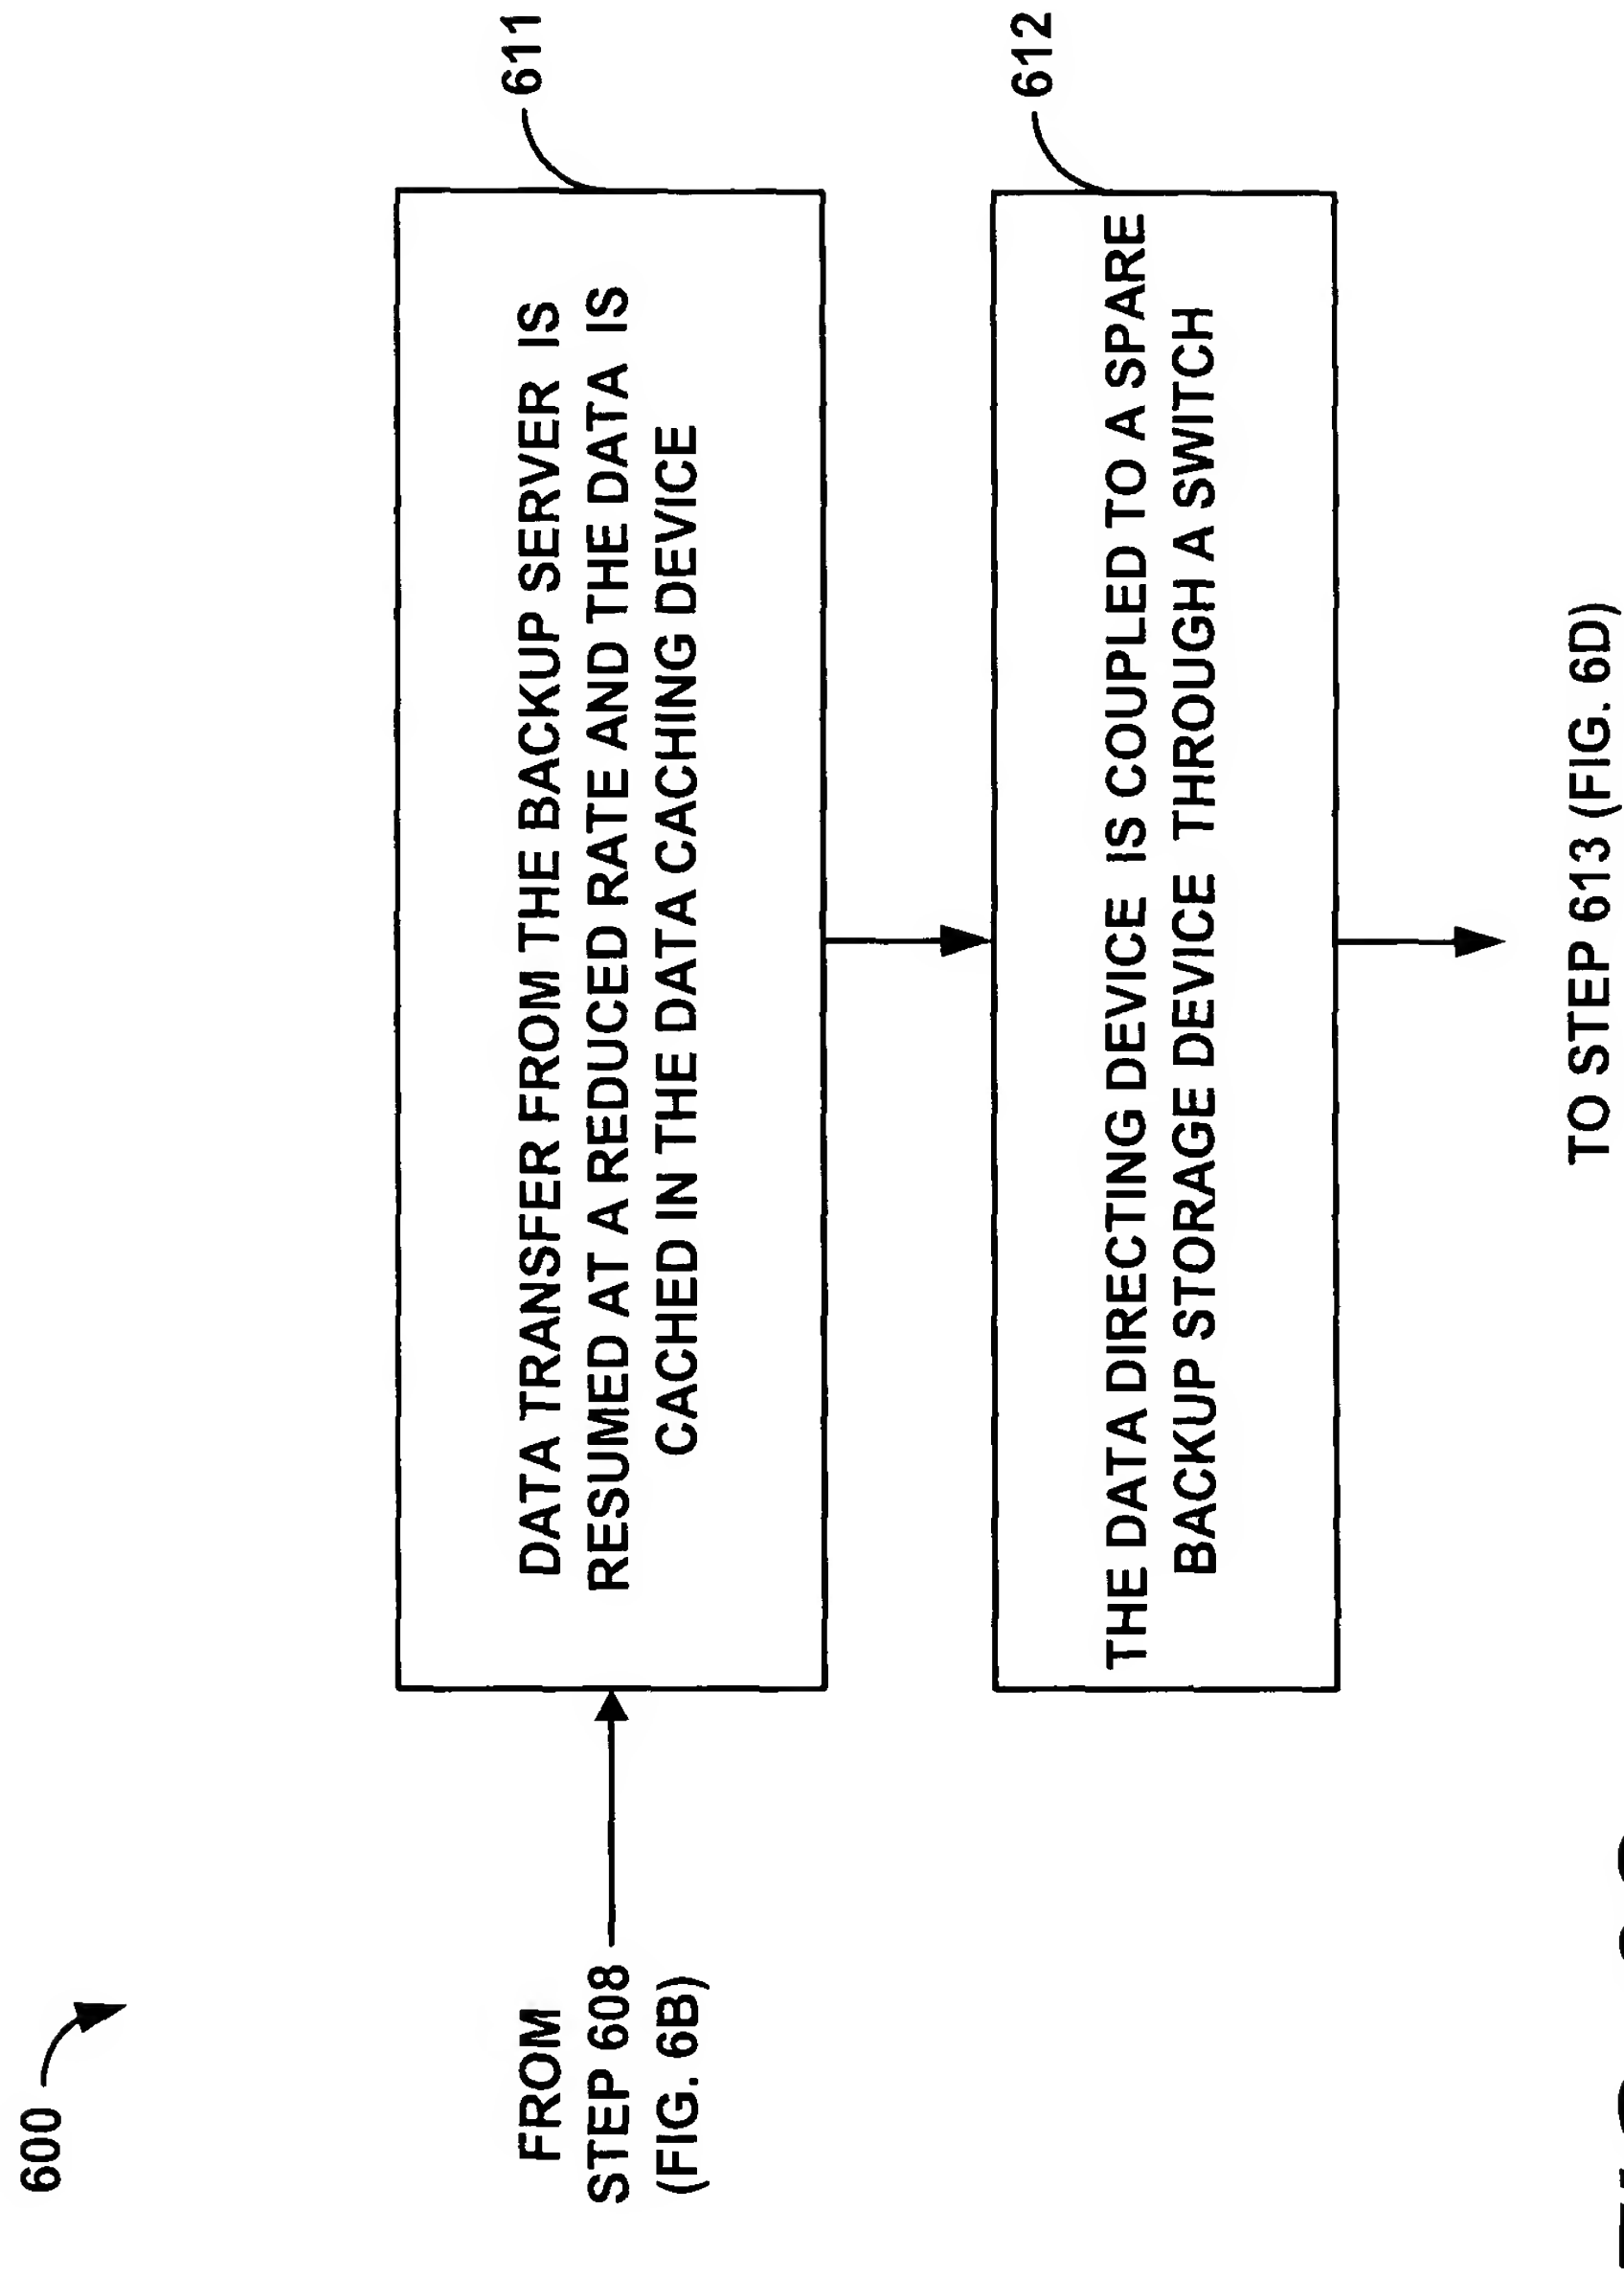 600
FROM
STEP 608
(FIG. 6B)
DATA TRANSFER FROM THE BACKUP SERVER IS
RESUMED AT A REDUCED RATE AND THE DATA IS
CACHED IN THE DATA CACHING DEVICE
611
THE DATA DIRECTING DEVICE IS COUPLED TO A SPARE
BACKUP STORAGE DEVICE THROUGH A SWITCH
612
TO STEP 613 (FIG. 6D)